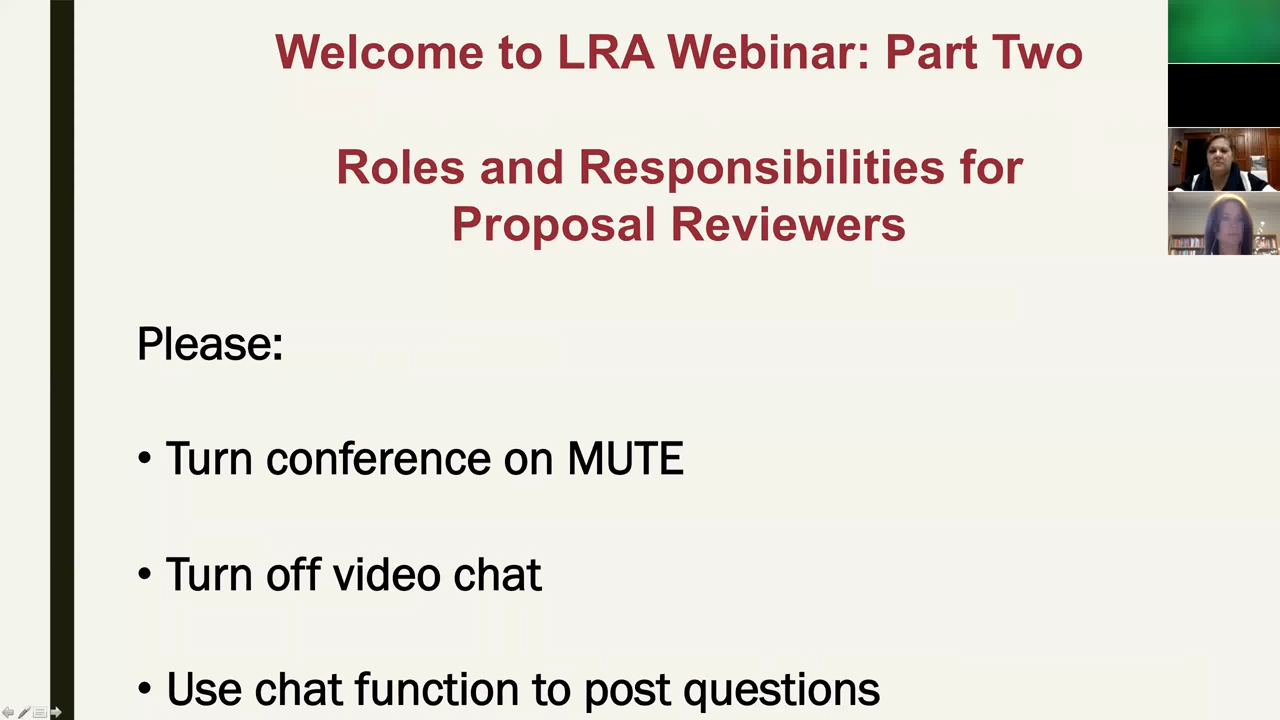 Welcome to LRA Webinar: Part Two
Roles and Responsibilities for
Proposal Reviewers
Please:
• Turn conference on MUTE
• Turn off video chat
• Use chat function to post questions